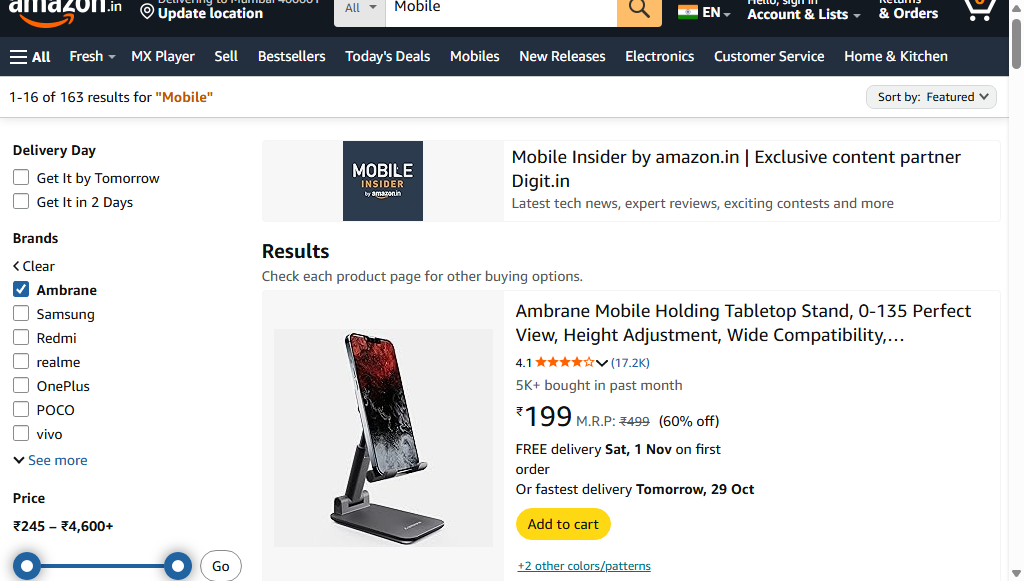 amazon.in
Delivering to Mumbai 400001
Update location
All
Mobile
EN
Hello, sign in
Account & Lists
Returns
& Orders
0
All
Fresh
MX Player
Sell
Bestsellers
Today's Deals
Mobiles
New Releases
Electronics
Customer Service
Home & Kitchen
1-16 of 163 results for "Mobile"
Sort by: Featured
Delivery Day
Get It by Tomorrow
Get It in 2 Days
Brands
Clear
Ambrane
Samsung
Redmi
realme
OnePlus
POCO
vivo
See more
Price
₹245 – ₹4,600+
Go
MOBILE
INSIDER
by amazon.in
Mobile Insider by amazon.in | Exclusive content partner
Digit.in
Latest tech news, expert reviews, exciting contests and more
Results
Check each product page for other buying options.
Ambrane Mobile Holding Tabletop Stand, 0-135 Perfect
View, Height Adjustment, Wide Compatibility,...
4.1 (17.2K)
5K+ bought in past month
₹199 M.R.P: ₹499 (60% off)
FREE delivery Sat, 1 Nov on first
order
Or fastest delivery Tomorrow, 29 Oct
Add to cart
+2 other colors/patterns